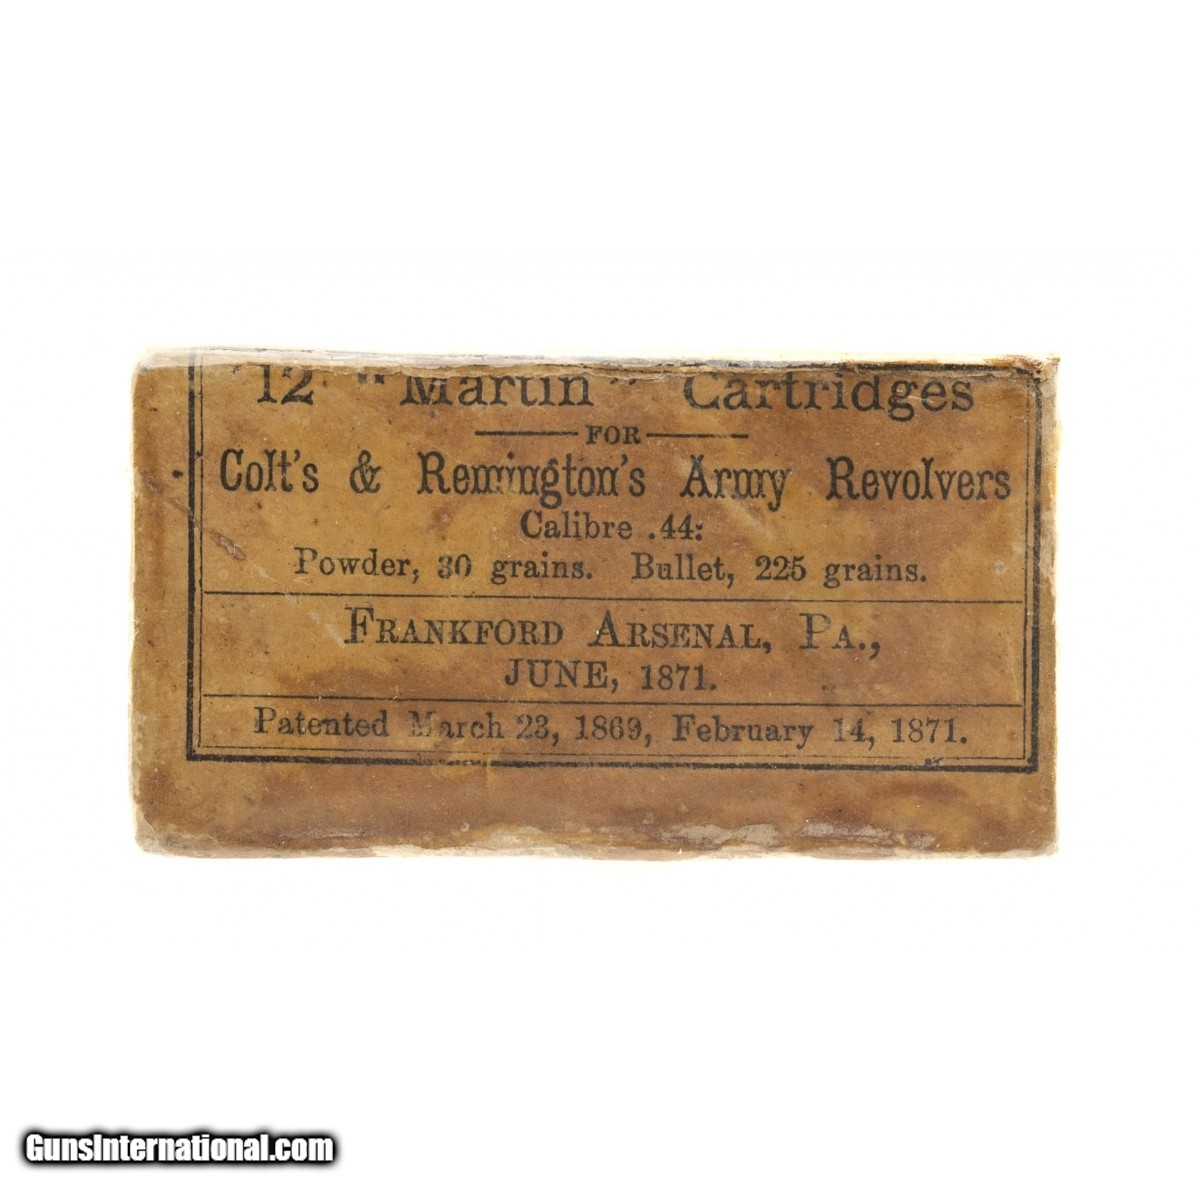 12 "Martin" Cartridges
FOR
Colt's & Remington's Army Revolvers
Calibre .44:
Powder, 30 grains. Bullet, 225 grains.
FRANKFORD ARSENAL, PA.,
JUNE, 1871.
Patented March 23, 1869, February 14, 1871.
GunsInternational.com